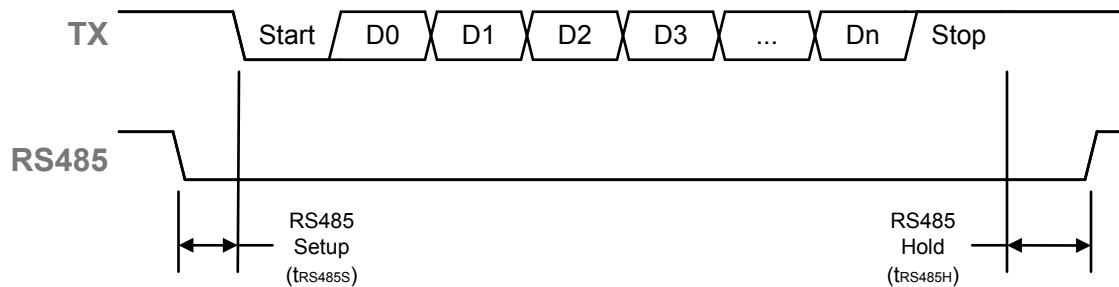 TX
Start D0 D1 D2 D3 ... Dn Stop
RS485
RS485
Setup
(tRS485S)
RS485
Hold
(tRS485H)